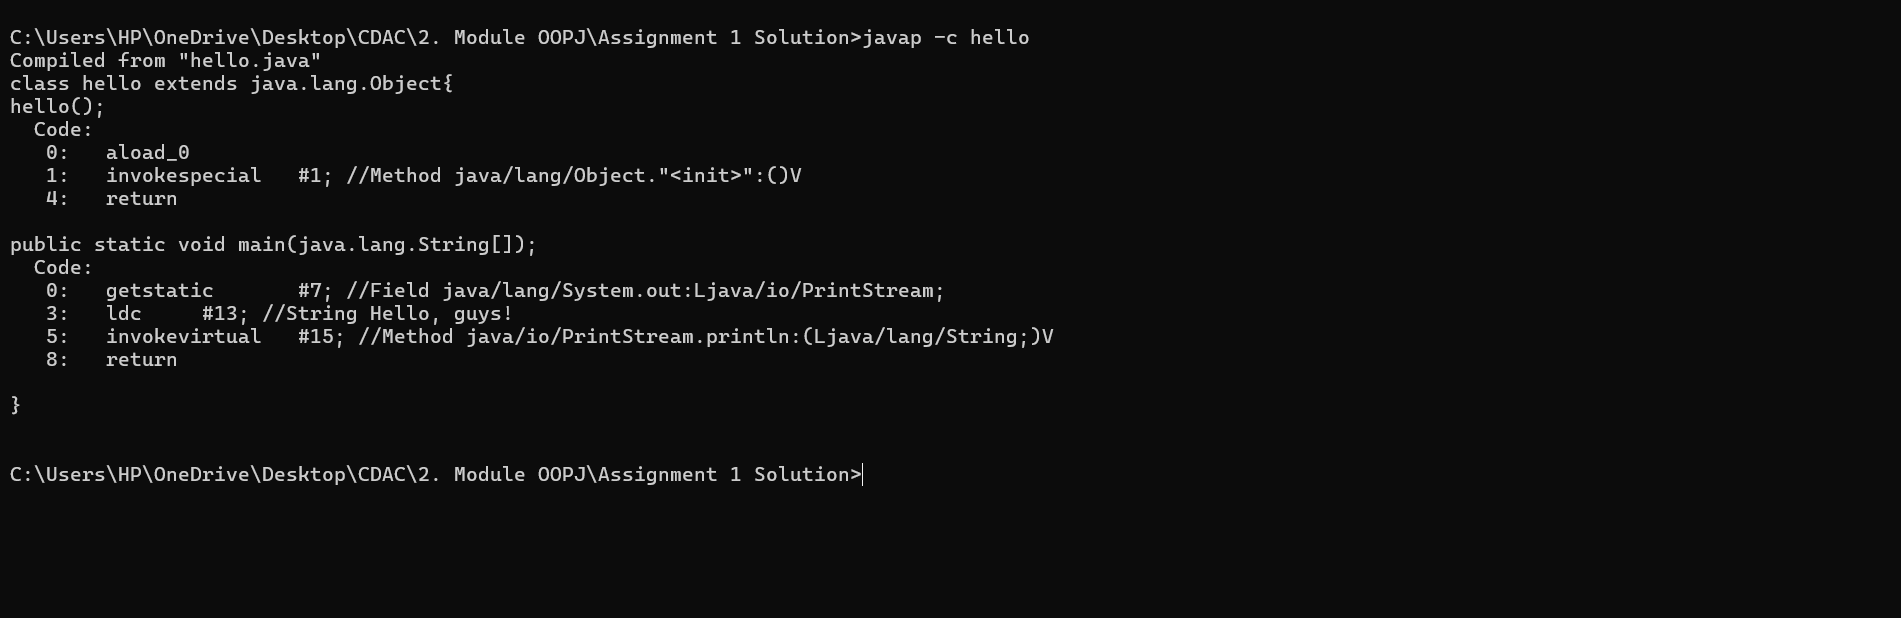 C:\Users\HP\OneDrive\Desktop\CDAC\2. Module OOPJ\Assignment 1 Solution>javap -c hello
Compiled from "hello.java"
class hello extends java.lang.Object{
hello();
  Code:
   0:   aload_0
   1:   invokespecial   #1; //Method java/lang/Object."<init>":()V
   4:   return

public static void main(java.lang.String[]);
  Code:
   0:   getstatic       #7; //Field java/lang/System.out:Ljava/io/PrintStream;
   3:   ldc     #13; //String Hello, guys!
   5:   invokevirtual   #15; //Method java/io/PrintStream.println:(Ljava/lang/String;)V
   8:   return

}

C:\Users\HP\OneDrive\Desktop\CDAC\2. Module OOPJ\Assignment 1 Solution>